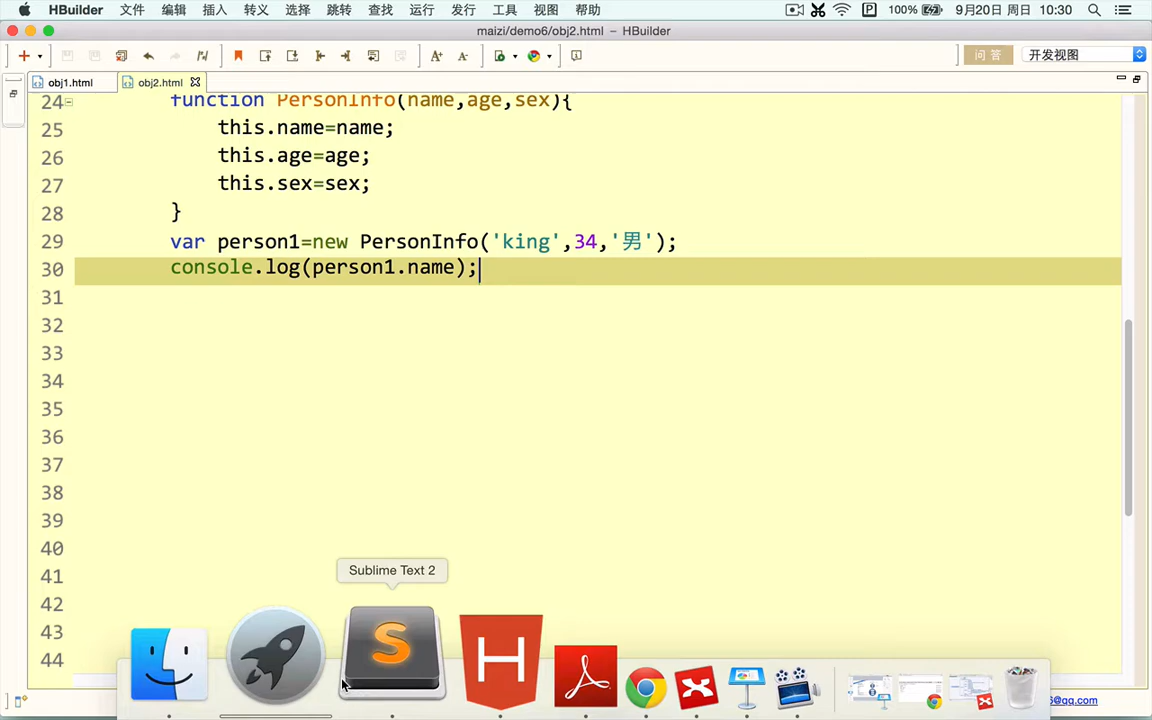 HBuilder 文件 编辑 插入 转义 选择 跳转 查找 运行 发行 工具 视图 帮助 100% 9月20日 周日 10:30
maizi/demo6/obj2.html – HBuilder
问 答 开发视图
obj1.html obj2.html
24 function PersonInfo(name,age,sex){
25 this.name=name;
26 this.age=age;
27 this.sex=sex;
28 }
29 var person1=new PersonInfo('king',34,'男');
30 console.log(person1.name);
31
32
33
34
35
36
37
38
39
40
41
42
43
44
Sublime Text 2
6@qq.com